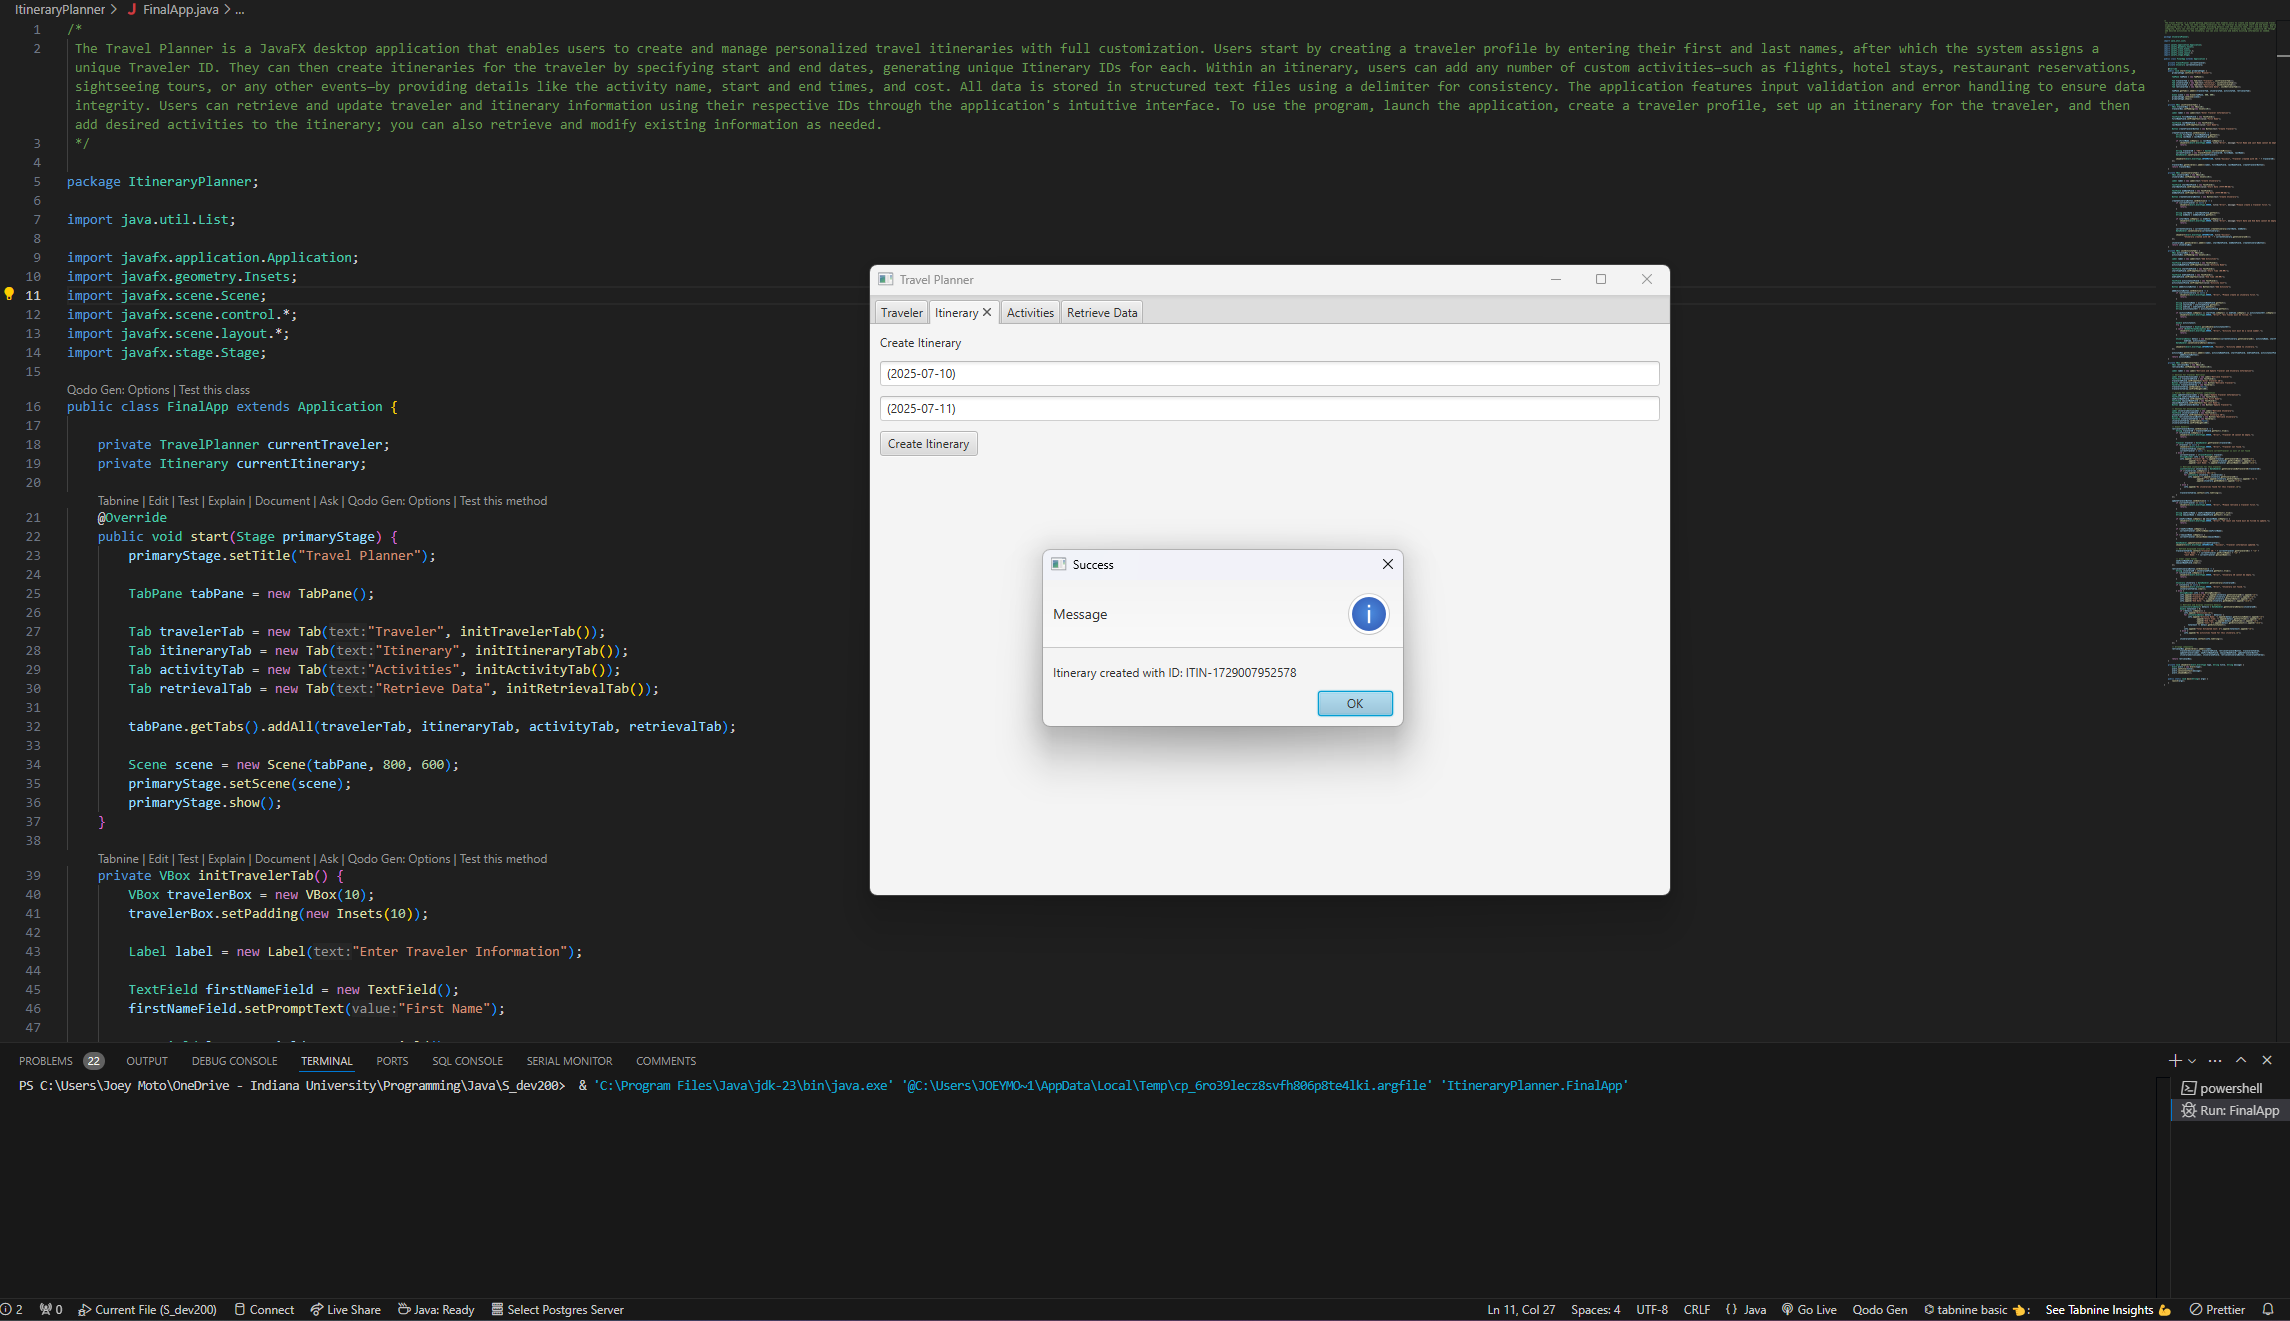 ItineraryPlanner > J FinalApp.java > ...
1 /*
2 The Travel Planner is a JavaFX desktop application that enables users to create and manage personalized travel itineraries with full customization. Users start by creating a traveler profile by entering their first and last names, after which the system assigns a
unique Traveler ID. They can then create itineraries for the traveler by specifying start and end dates, generating unique Itinerary IDs for each. Within an itinerary, users can add any number of custom activities—such as flights, hotel stays, restaurant reservations,
sightseeing tours, or any other events—by providing details like the activity name, start and end times, and cost. All data is stored in structured text files using a delimiter for consistency. The application features input validation and error handling to ensure data
integrity. Users can retrieve and update traveler and itinerary information using their respective IDs through the application's intuitive interface. To use the program, launch the application, create a traveler profile, set up an itinerary for the traveler, and then
add desired activities to the itinerary; you can also retrieve and modify existing information as needed.
3 */
4
5 package ItineraryPlanner;
6
7 import java.util.List;
8
9 import javafx.application.Application;
10 import javafx.geometry.Insets;
11 import javafx.scene.Scene;
12 import javafx.scene.control.*;
13 import javafx.scene.layout.*;
14 import javafx.stage.Stage;
15
Qodo Gen: Options | Test this class
16 public class FinalApp extends Application {
17
18 private TravelPlanner currentTraveler;
19 private Itinerary currentItinerary;
20
Tabnine | Edit | Test | Explain | Document | Ask | Qodo Gen: Options | Test this method
21 @Override
22 public void start(Stage primaryStage) {
23 primaryStage.setTitle("Travel Planner");
24
25 TabPane tabPane = new TabPane();
26
27 Tab travelerTab = new Tab(text:"Traveler", initTravelerTab());
28 Tab itineraryTab = new Tab(text:"Itinerary", initItineraryTab());
29 Tab activityTab = new Tab(text:"Activities", initActivityTab());
30 Tab retrievalTab = new Tab(text:"Retrieve Data", initRetrievalTab());
31
32 tabPane.getTabs().addAll(travelerTab, itineraryTab, activityTab, retrievalTab);
33
34 Scene scene = new Scene(tabPane, 800, 600);
35 primaryStage.setScene(scene);
36 primaryStage.show();
37 }
38
Tabnine | Edit | Test | Explain | Document | Ask | Qodo Gen: Options | Test this method
39 private VBox initTravelerTab() {
40 VBox travelerBox = new VBox(10);
41 travelerBox.setPadding(new Insets(10));
42
43 Label label = new Label(text:"Enter Traveler Information");
44
45 TextField firstNameField = new TextField();
46 firstNameField.setPromptText(value:"First Name");
47
Travel Planner
Traveler Itinerary Activities Retrieve Data
Create Itinerary
(2025-07-10)
(2025-07-11)
Create Itinerary
Success
Message
Itinerary created with ID: ITIN-1729007952578
OK
PROBLEMS 22 OUTPUT DEBUG CONSOLE TERMINAL PORTS SQL CONSOLE SERIAL MONITOR COMMENTS
PS C:\Users\Joey Moto\OneDrive - Indiana University\Programming\Java\S_dev200> & 'C:\Program Files\Java\jdk-23\bin\java.exe' '@C:\Users\JOEYMO~1\AppData\Local\Temp\cp_6ro39lecz8svfh806p8te4lki.argfile' 'ItineraryPlanner.FinalApp'
powershell
Run: FinalApp
2 0 Current File (S_dev200) Connect Live Share Java: Ready Select Postgres Server Ln 11, Col 27 Spaces: 4 UTF-8 CRLF {} Java Go Live Qodo Gen tabnine basic See Tabnine Insights Prettier